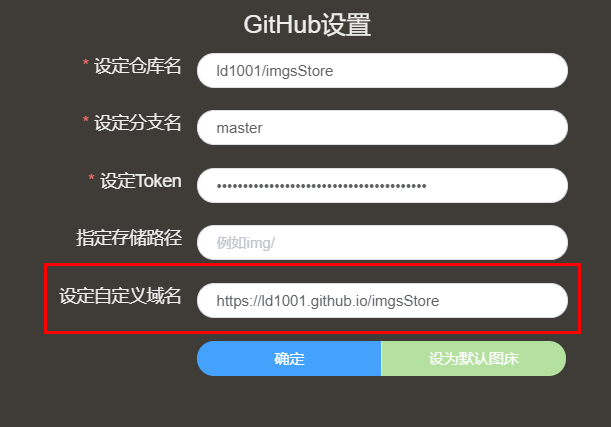 GitHub设置
* 设定仓库名 ld1001/imgsStore
* 设定分支名 master
* 设定Token ••••••••••••••••••••••••••••••••••••••••
指定存储路径 例如img/
设定自定义域名 https://ld1001.github.io/imgsStore
确定 设为默认图床